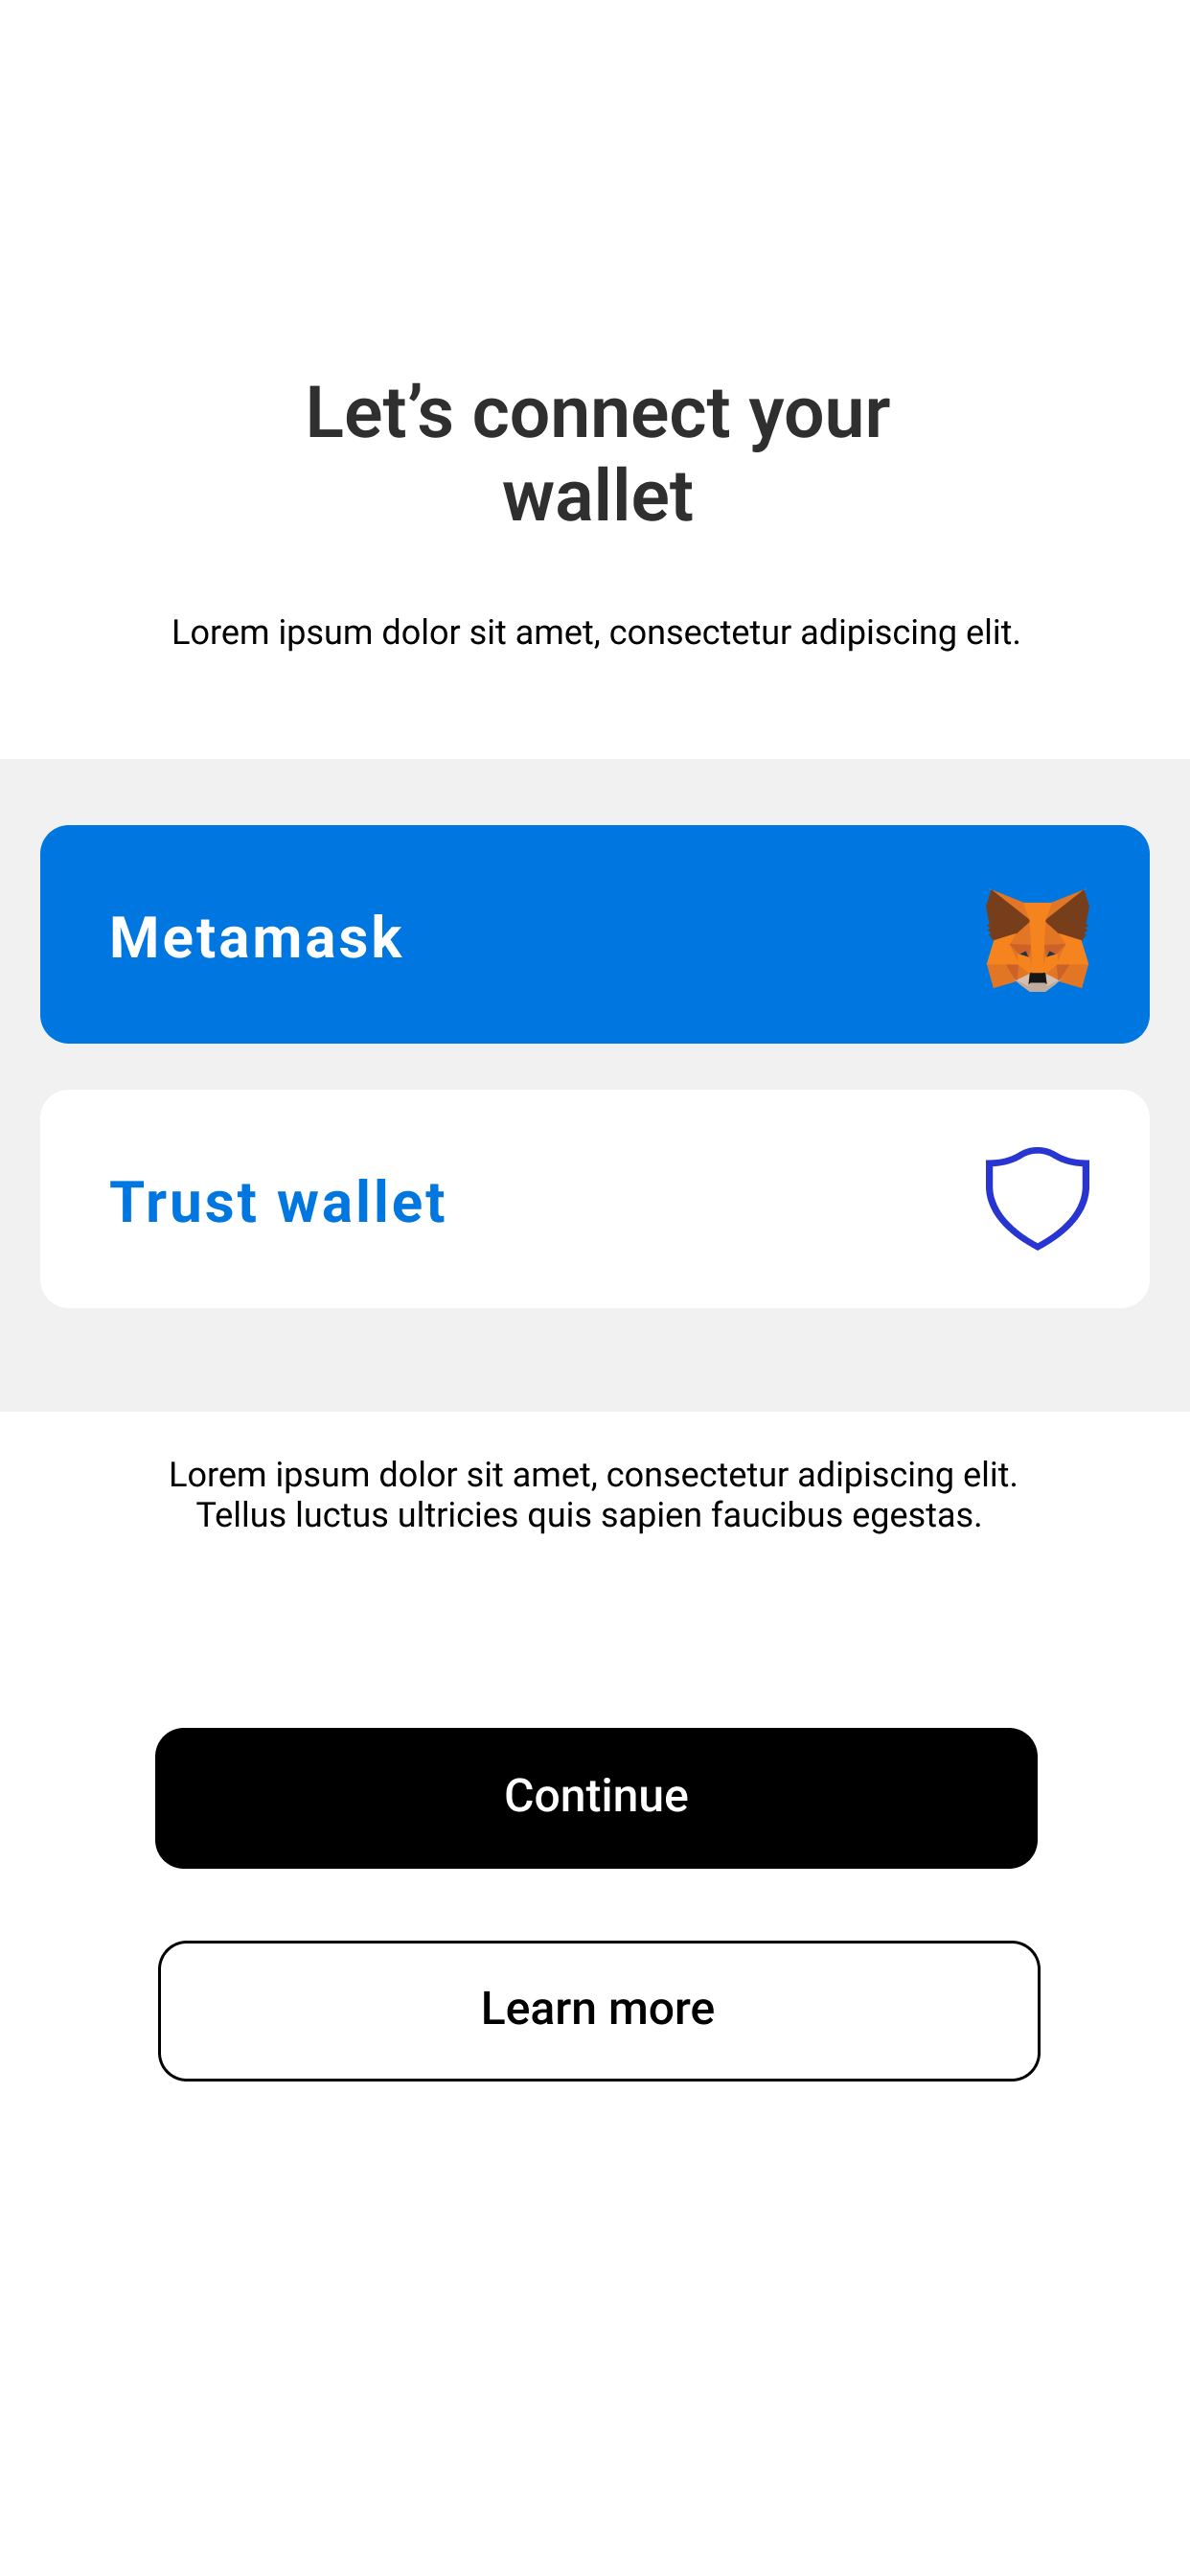 Let’s connect your
wallet
Lorem ipsum dolor sit amet, consectetur adipiscing elit.
Metamask
Trust wallet
Lorem ipsum dolor sit amet, consectetur adipiscing elit.
Tellus luctus ultricies quis sapien faucibus egestas.
Continue
Learn more